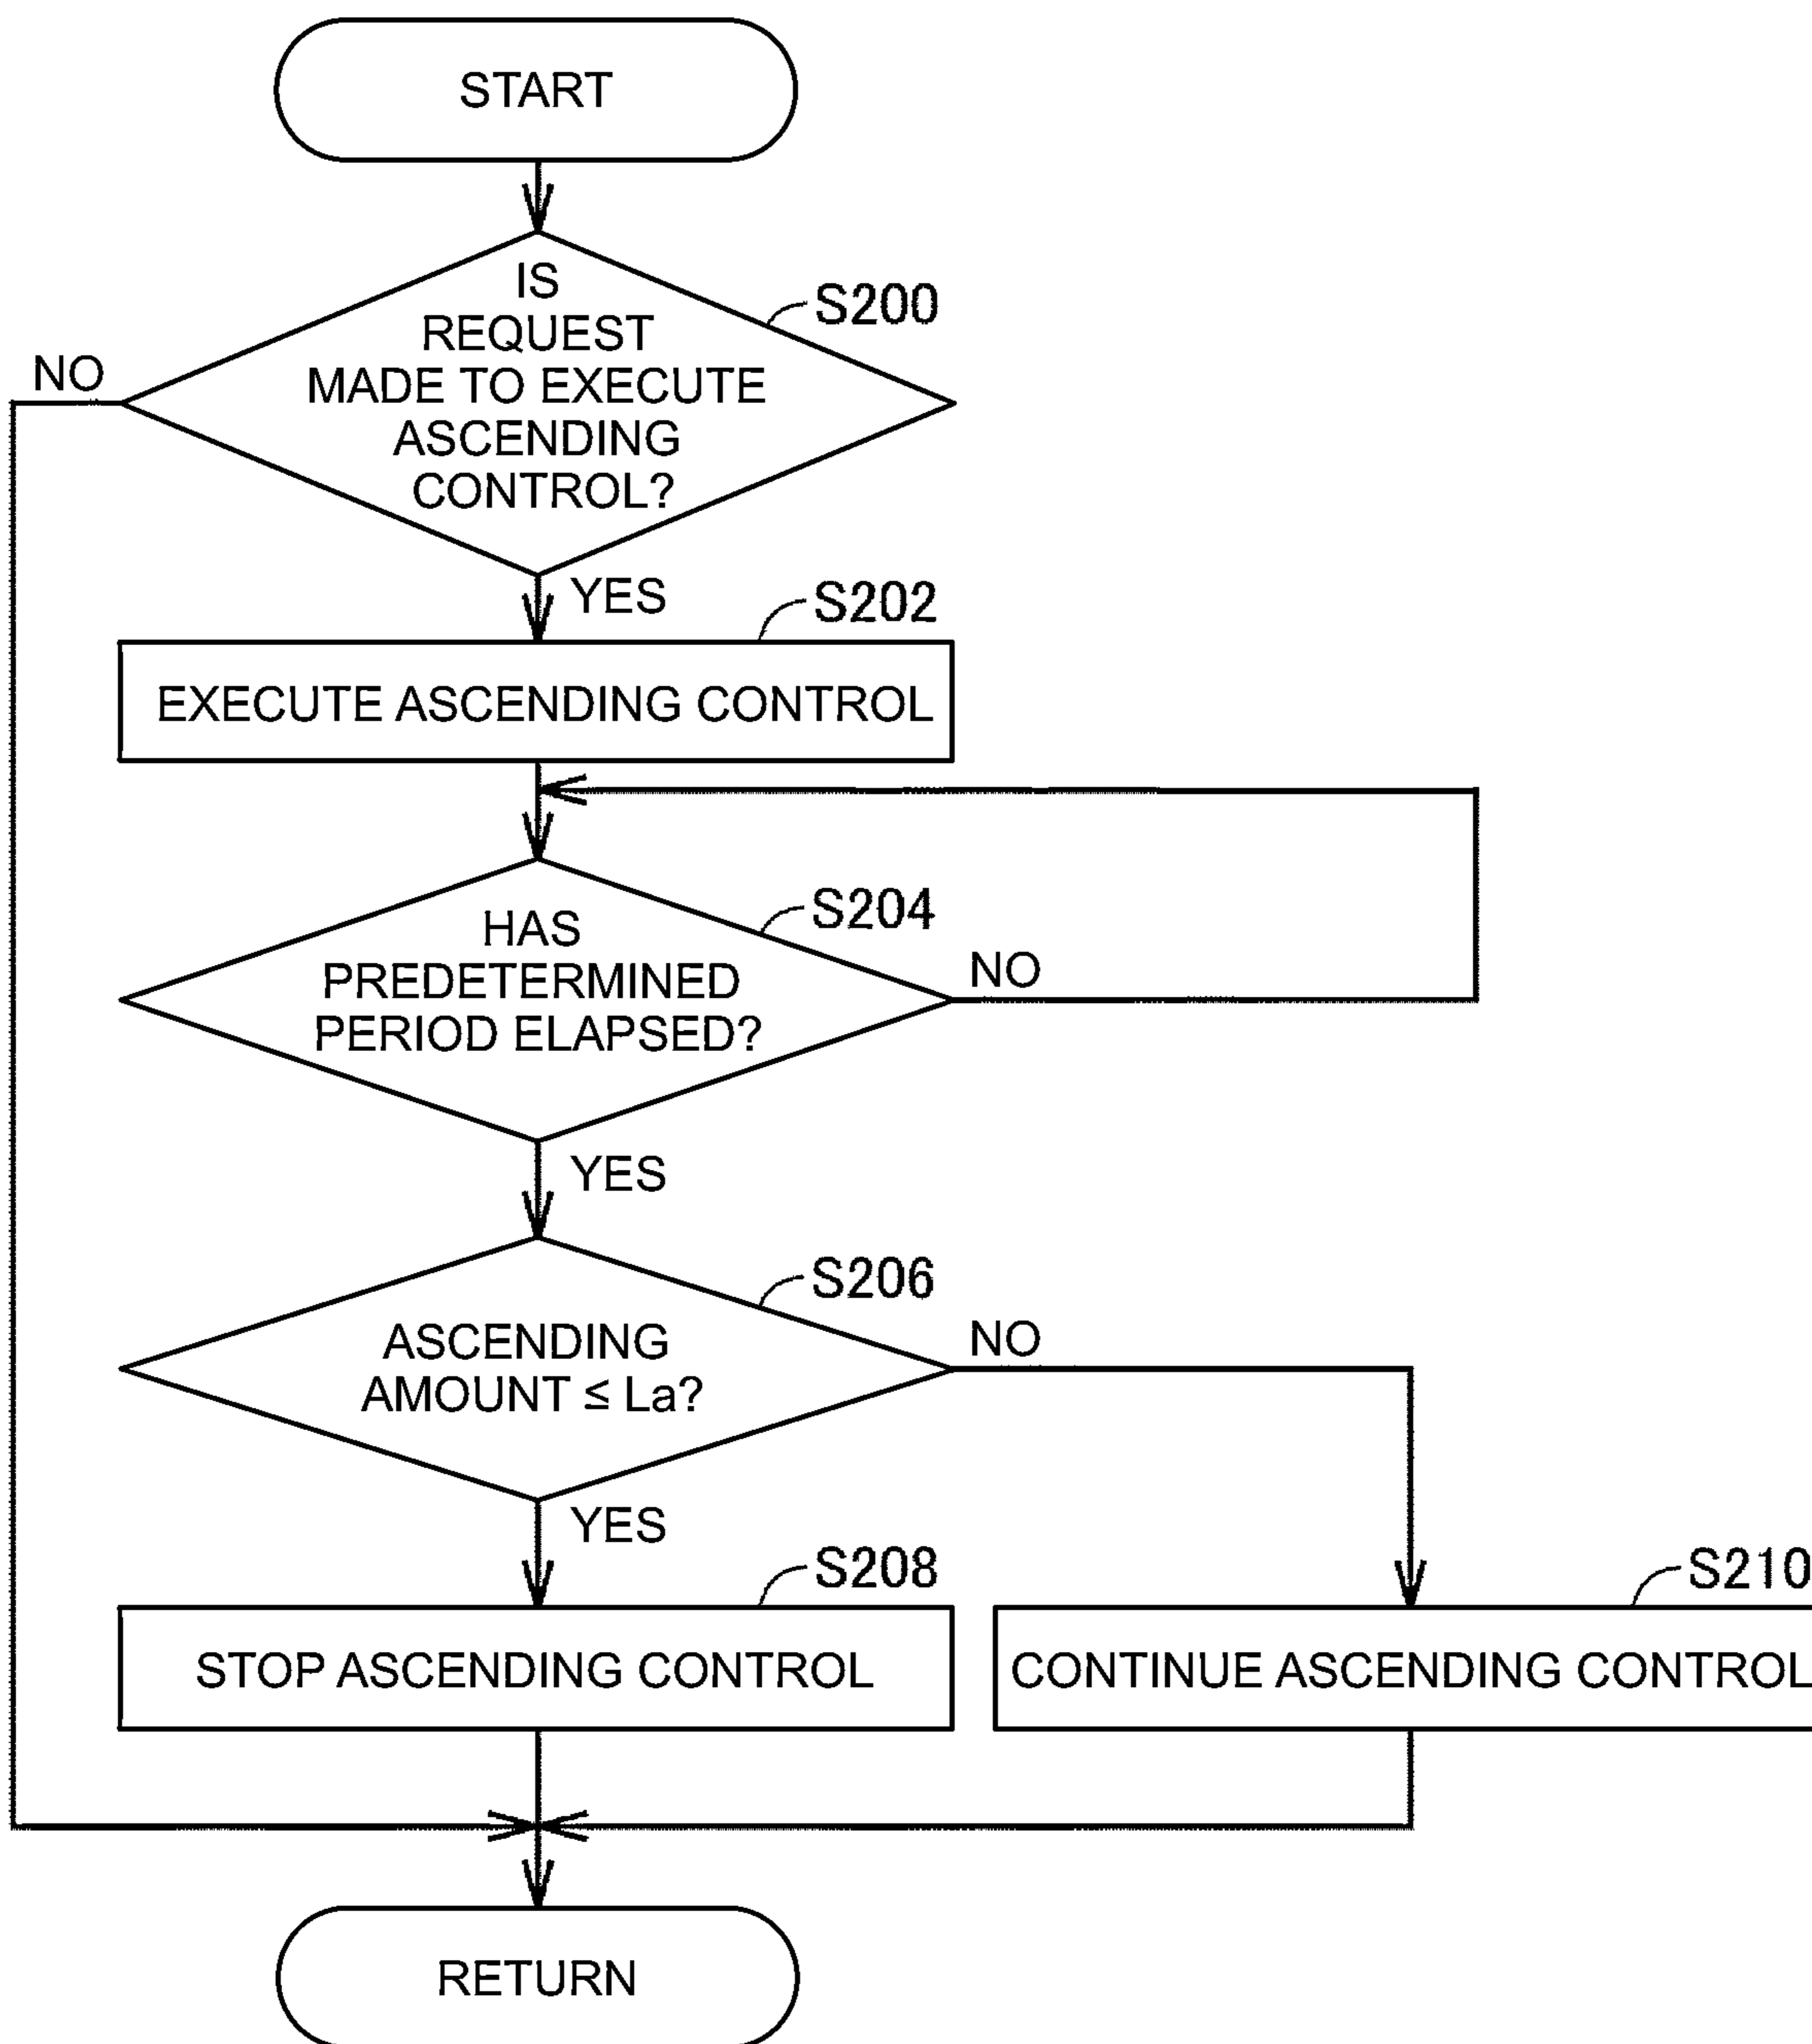 START
IS
REQUEST
MADE TO EXECUTE
ASCENDING
CONTROL?
S200
NO
YES
S202
EXECUTE ASCENDING CONTROL
HAS
PREDETERMINED
PERIOD ELAPSED?
S204
NO
YES
ASCENDING
AMOUNT ≤ La?
S206
NO
YES
S208
STOP ASCENDING CONTROL
S210
CONTINUE ASCENDING CONTROL
RETURN